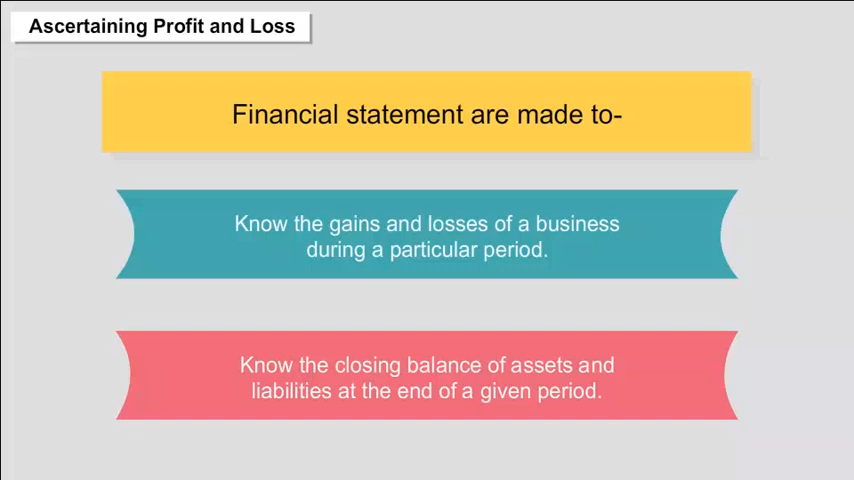 Ascertaining Profit and Loss
Financial statement are made to-
Know the gains and losses of a business
during a particular period.
Know the closing balance of assets and
liabilities at the end of a given period.